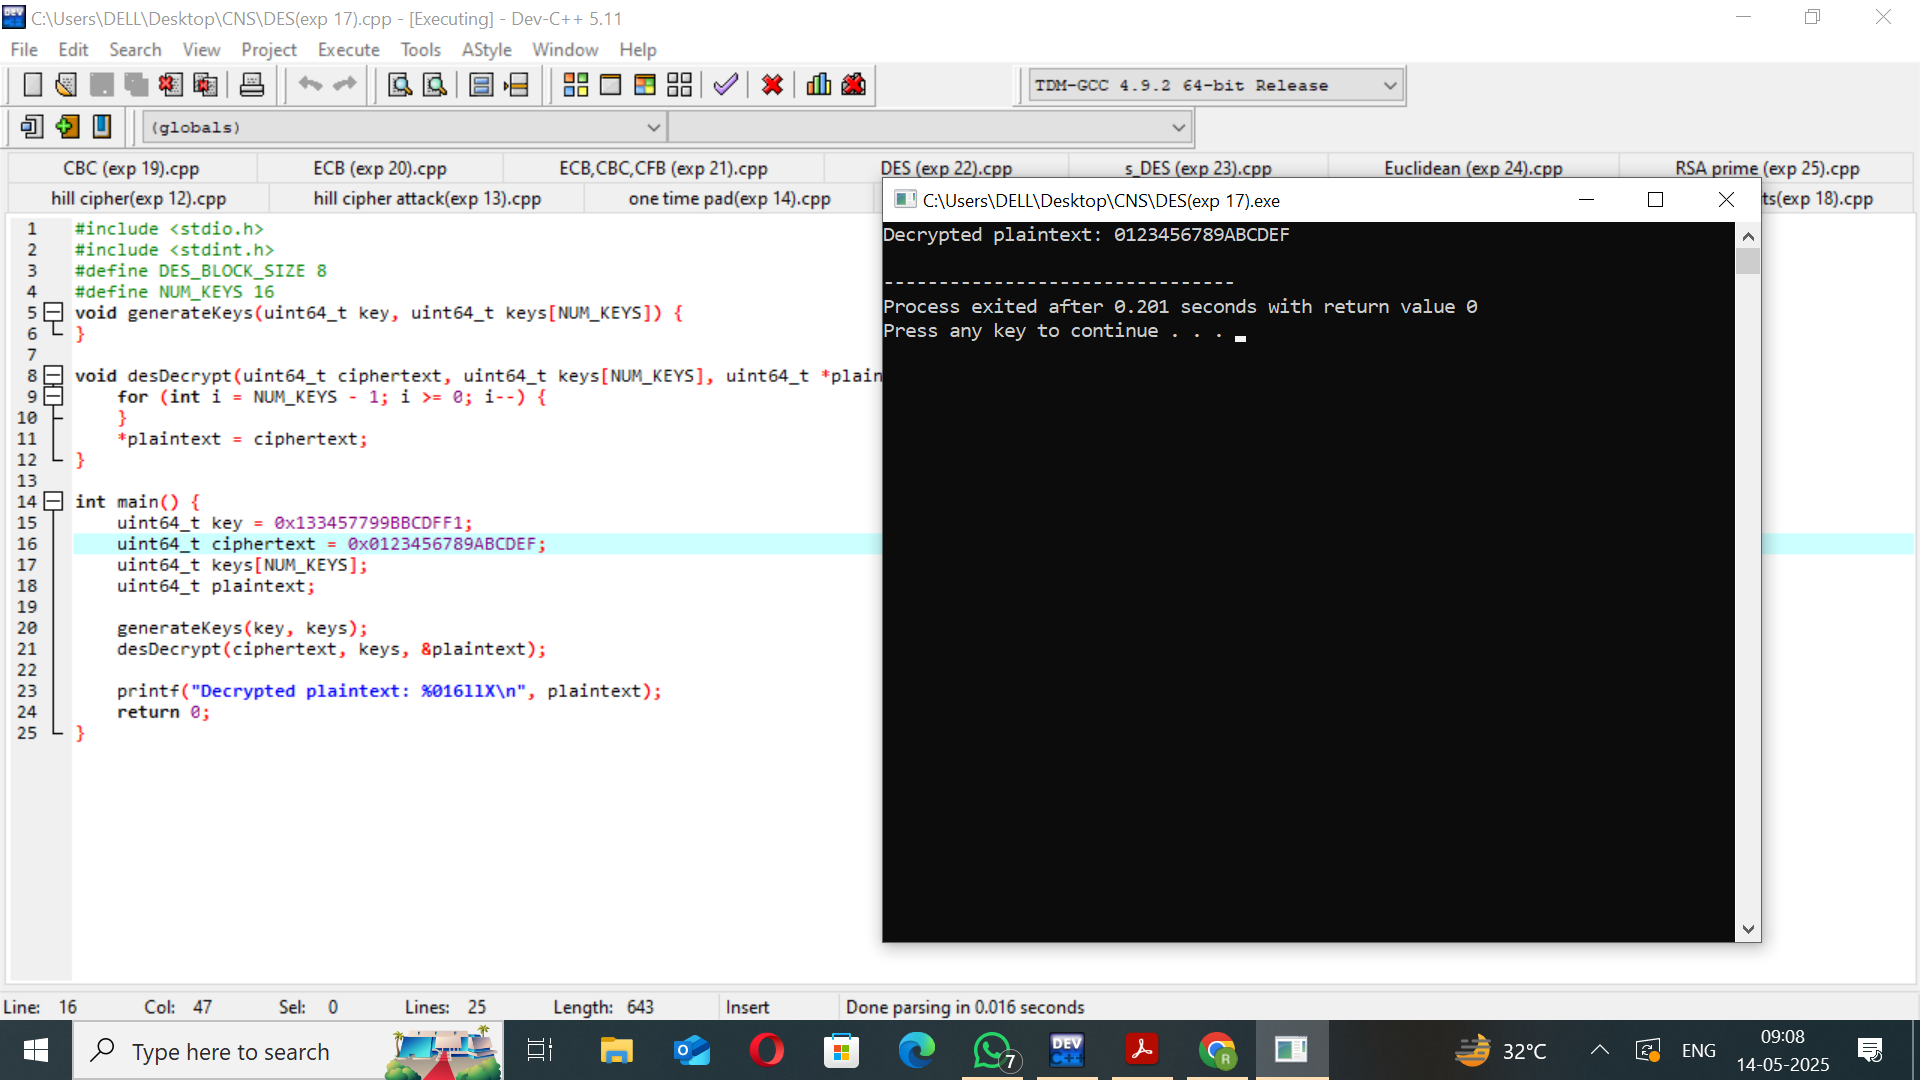 C:\Users\DELL\Desktop\CNS\DES(exp 17).cpp - [Executing] - Dev-C++ 5.11
File Edit Search View Project Execute Tools AStyle Window Help
TDM-GCC 4.9.2 64-bit Release
(globals)
CBC (exp 19).cpp ECB (exp 20).cpp ECB,CBC,CFB (exp 21).cpp DES (exp 22).cpp s_DES (exp 23).cpp Euclidean (exp 24).cpp RSA prime (exp 25).cpp
hill cipher(exp 12).cpp hill cipher attack(exp 13).cpp one time pad(exp 14).cpp ts(exp 18).cpp
1 #include <stdio.h>
2 #include <stdint.h>
3 #define DES_BLOCK_SIZE 8
4 #define NUM_KEYS 16
5 void generateKeys(uint64_t key, uint64_t keys[NUM_KEYS]) {
6 }
7
8 void desDecrypt(uint64_t ciphertext, uint64_t keys[NUM_KEYS], uint64_t *plain
9 for (int i = NUM_KEYS - 1; i >= 0; i--) {
10 }
11 *plaintext = ciphertext;
12 }
13
14 int main() {
15 uint64_t key = 0x133457799BBCDFF1;
16 uint64_t ciphertext = 0x0123456789ABCDEF;
17 uint64_t keys[NUM_KEYS];
18 uint64_t plaintext;
19
20 generateKeys(key, keys);
21 desDecrypt(ciphertext, keys, &plaintext);
22
23 printf("Decrypted plaintext: %016llX\n", plaintext);
24 return 0;
25 }
C:\Users\DELL\Desktop\CNS\DES(exp 17).exe
Decrypted plaintext: 0123456789ABCDEF
--------------------------------
Process exited after 0.201 seconds with return value 0
Press any key to continue . . .
Line: 16 Col: 47 Sel: 0 Lines: 25 Length: 643 Insert Done parsing in 0.016 seconds
Type here to search
7
DEV
C++
R
32°C
ENG
09:08
14-05-2025